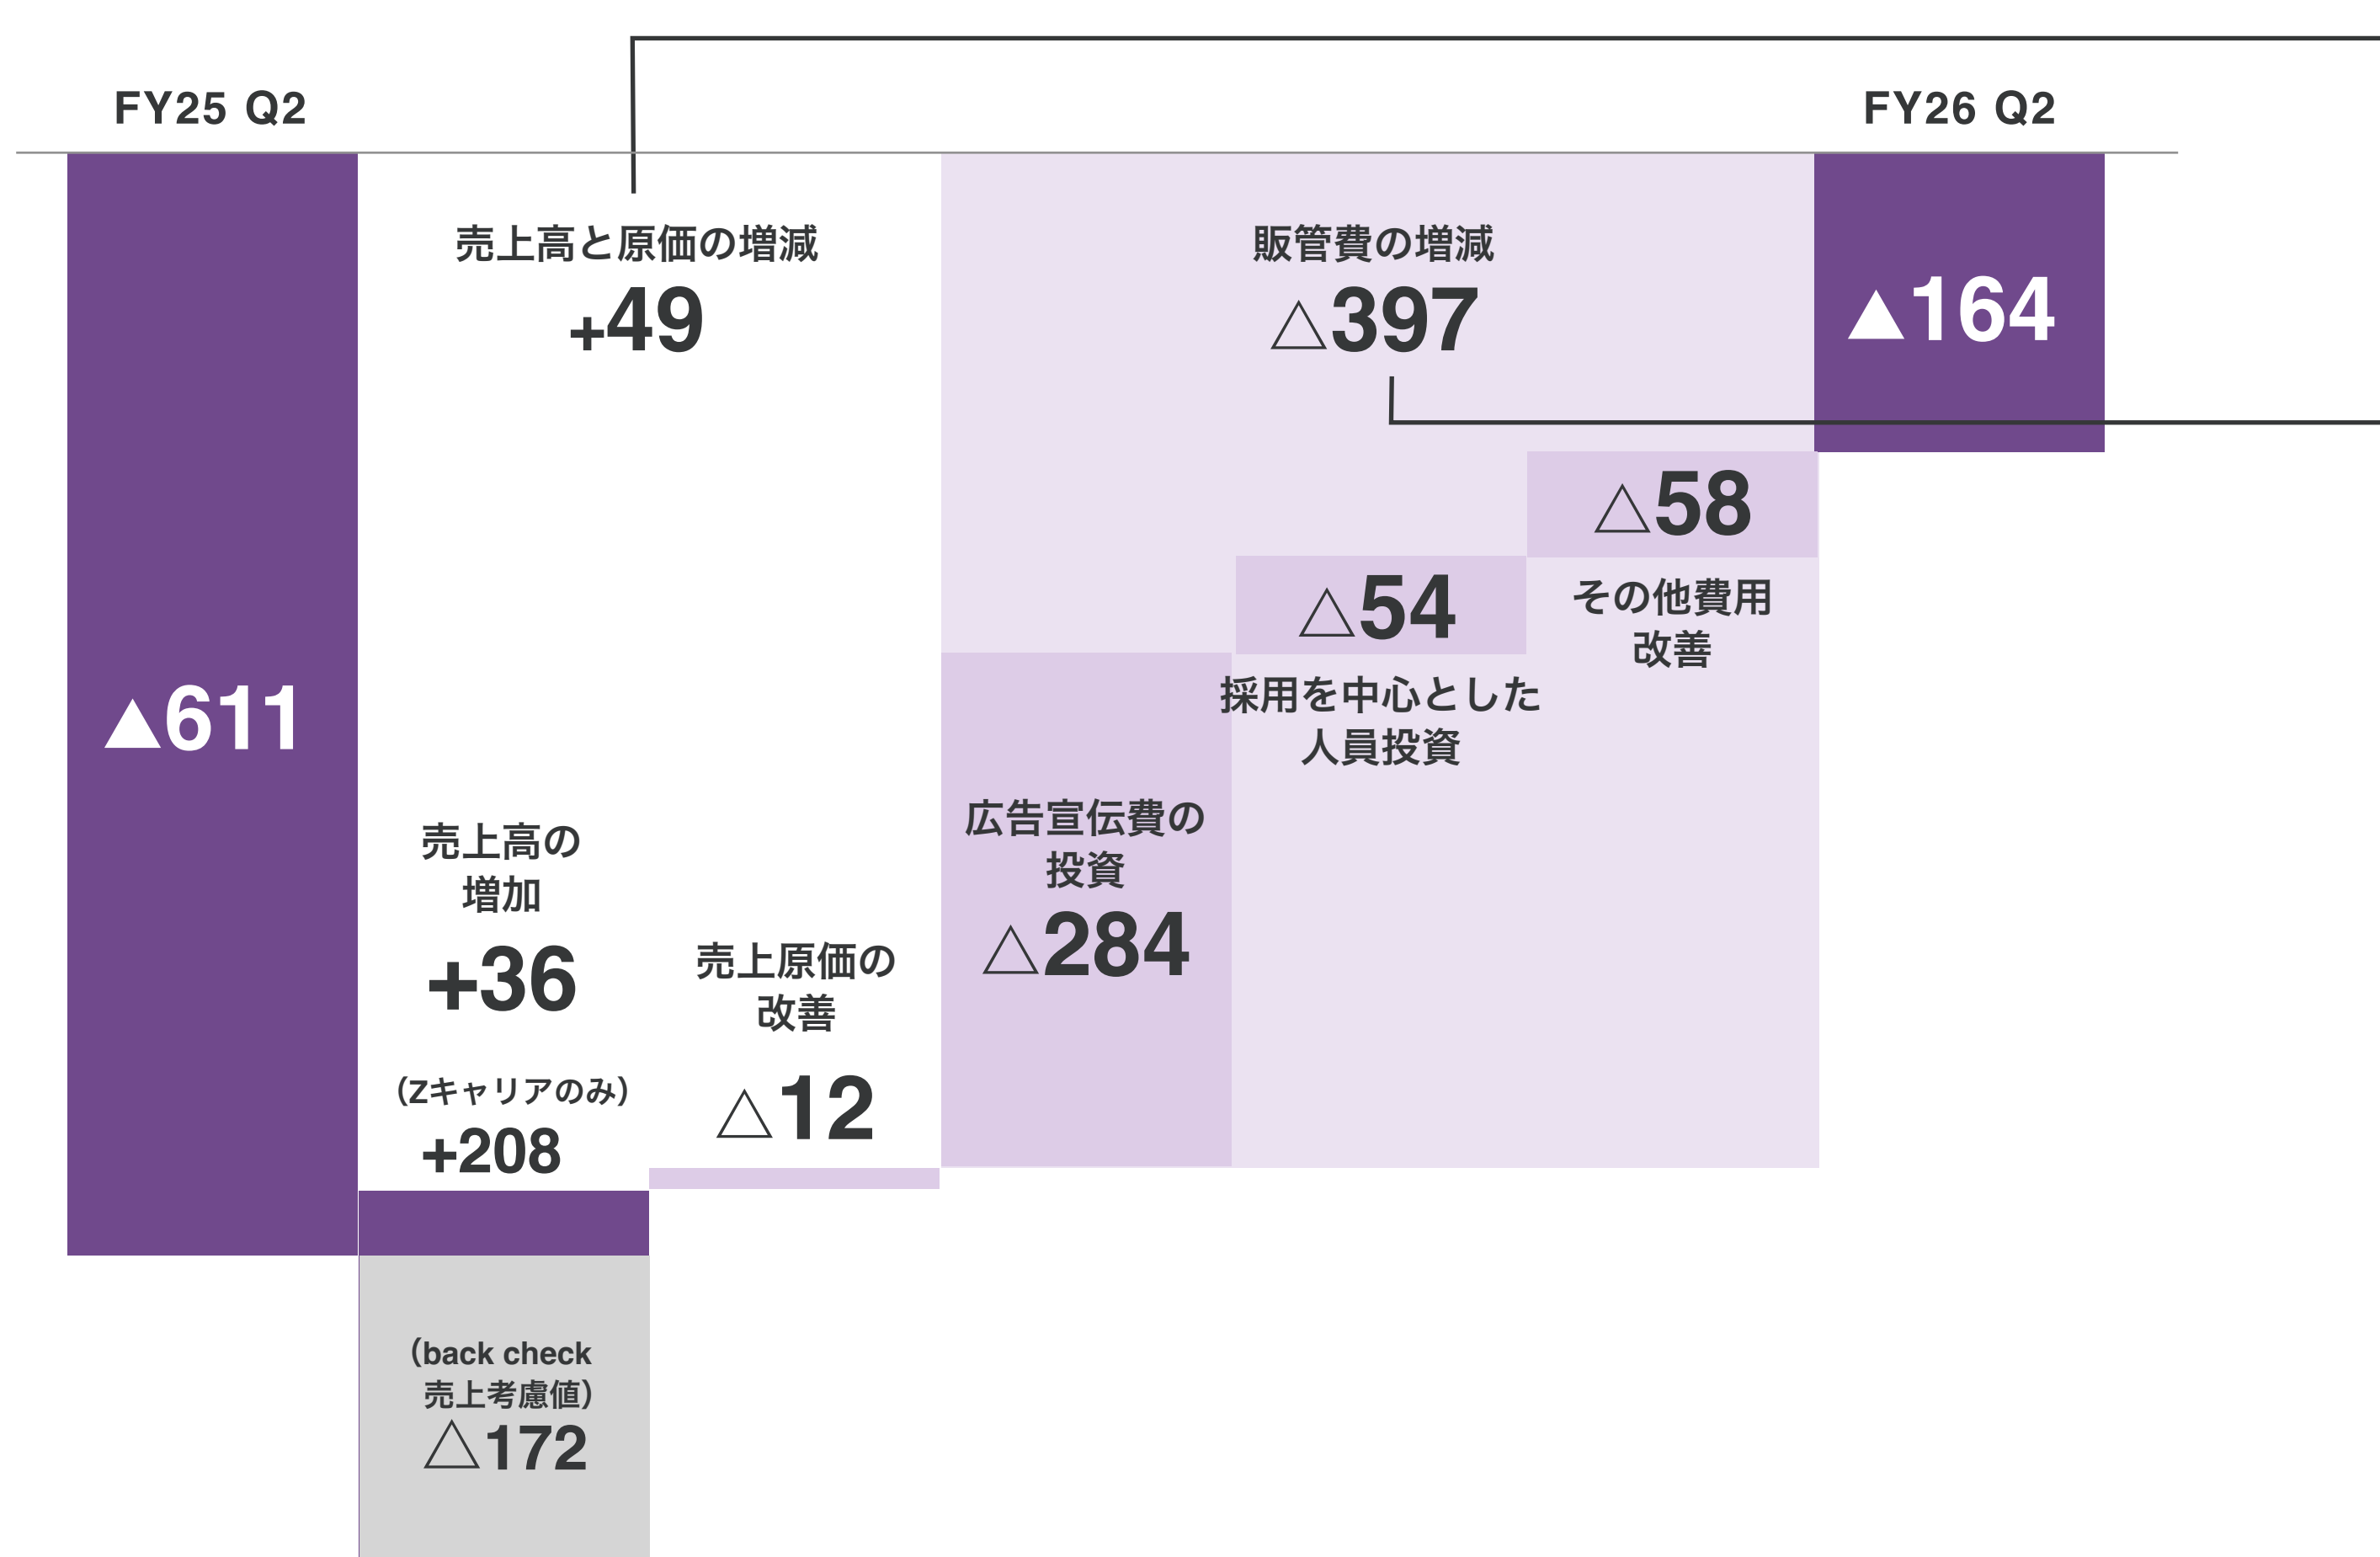 FY25 Q2
FY26 Q2
売上高と原価の増減
+49
販管費の増減
△397
▲164
△58
その他費用
改善
△54
採用を中心とした
人員投資
▲611
広告宣伝費の
投資
△284
売上高の
増加
+36
（Zキャリアのみ）
+208
売上原価の
改善
△12
（back check
売上考慮値）
△172